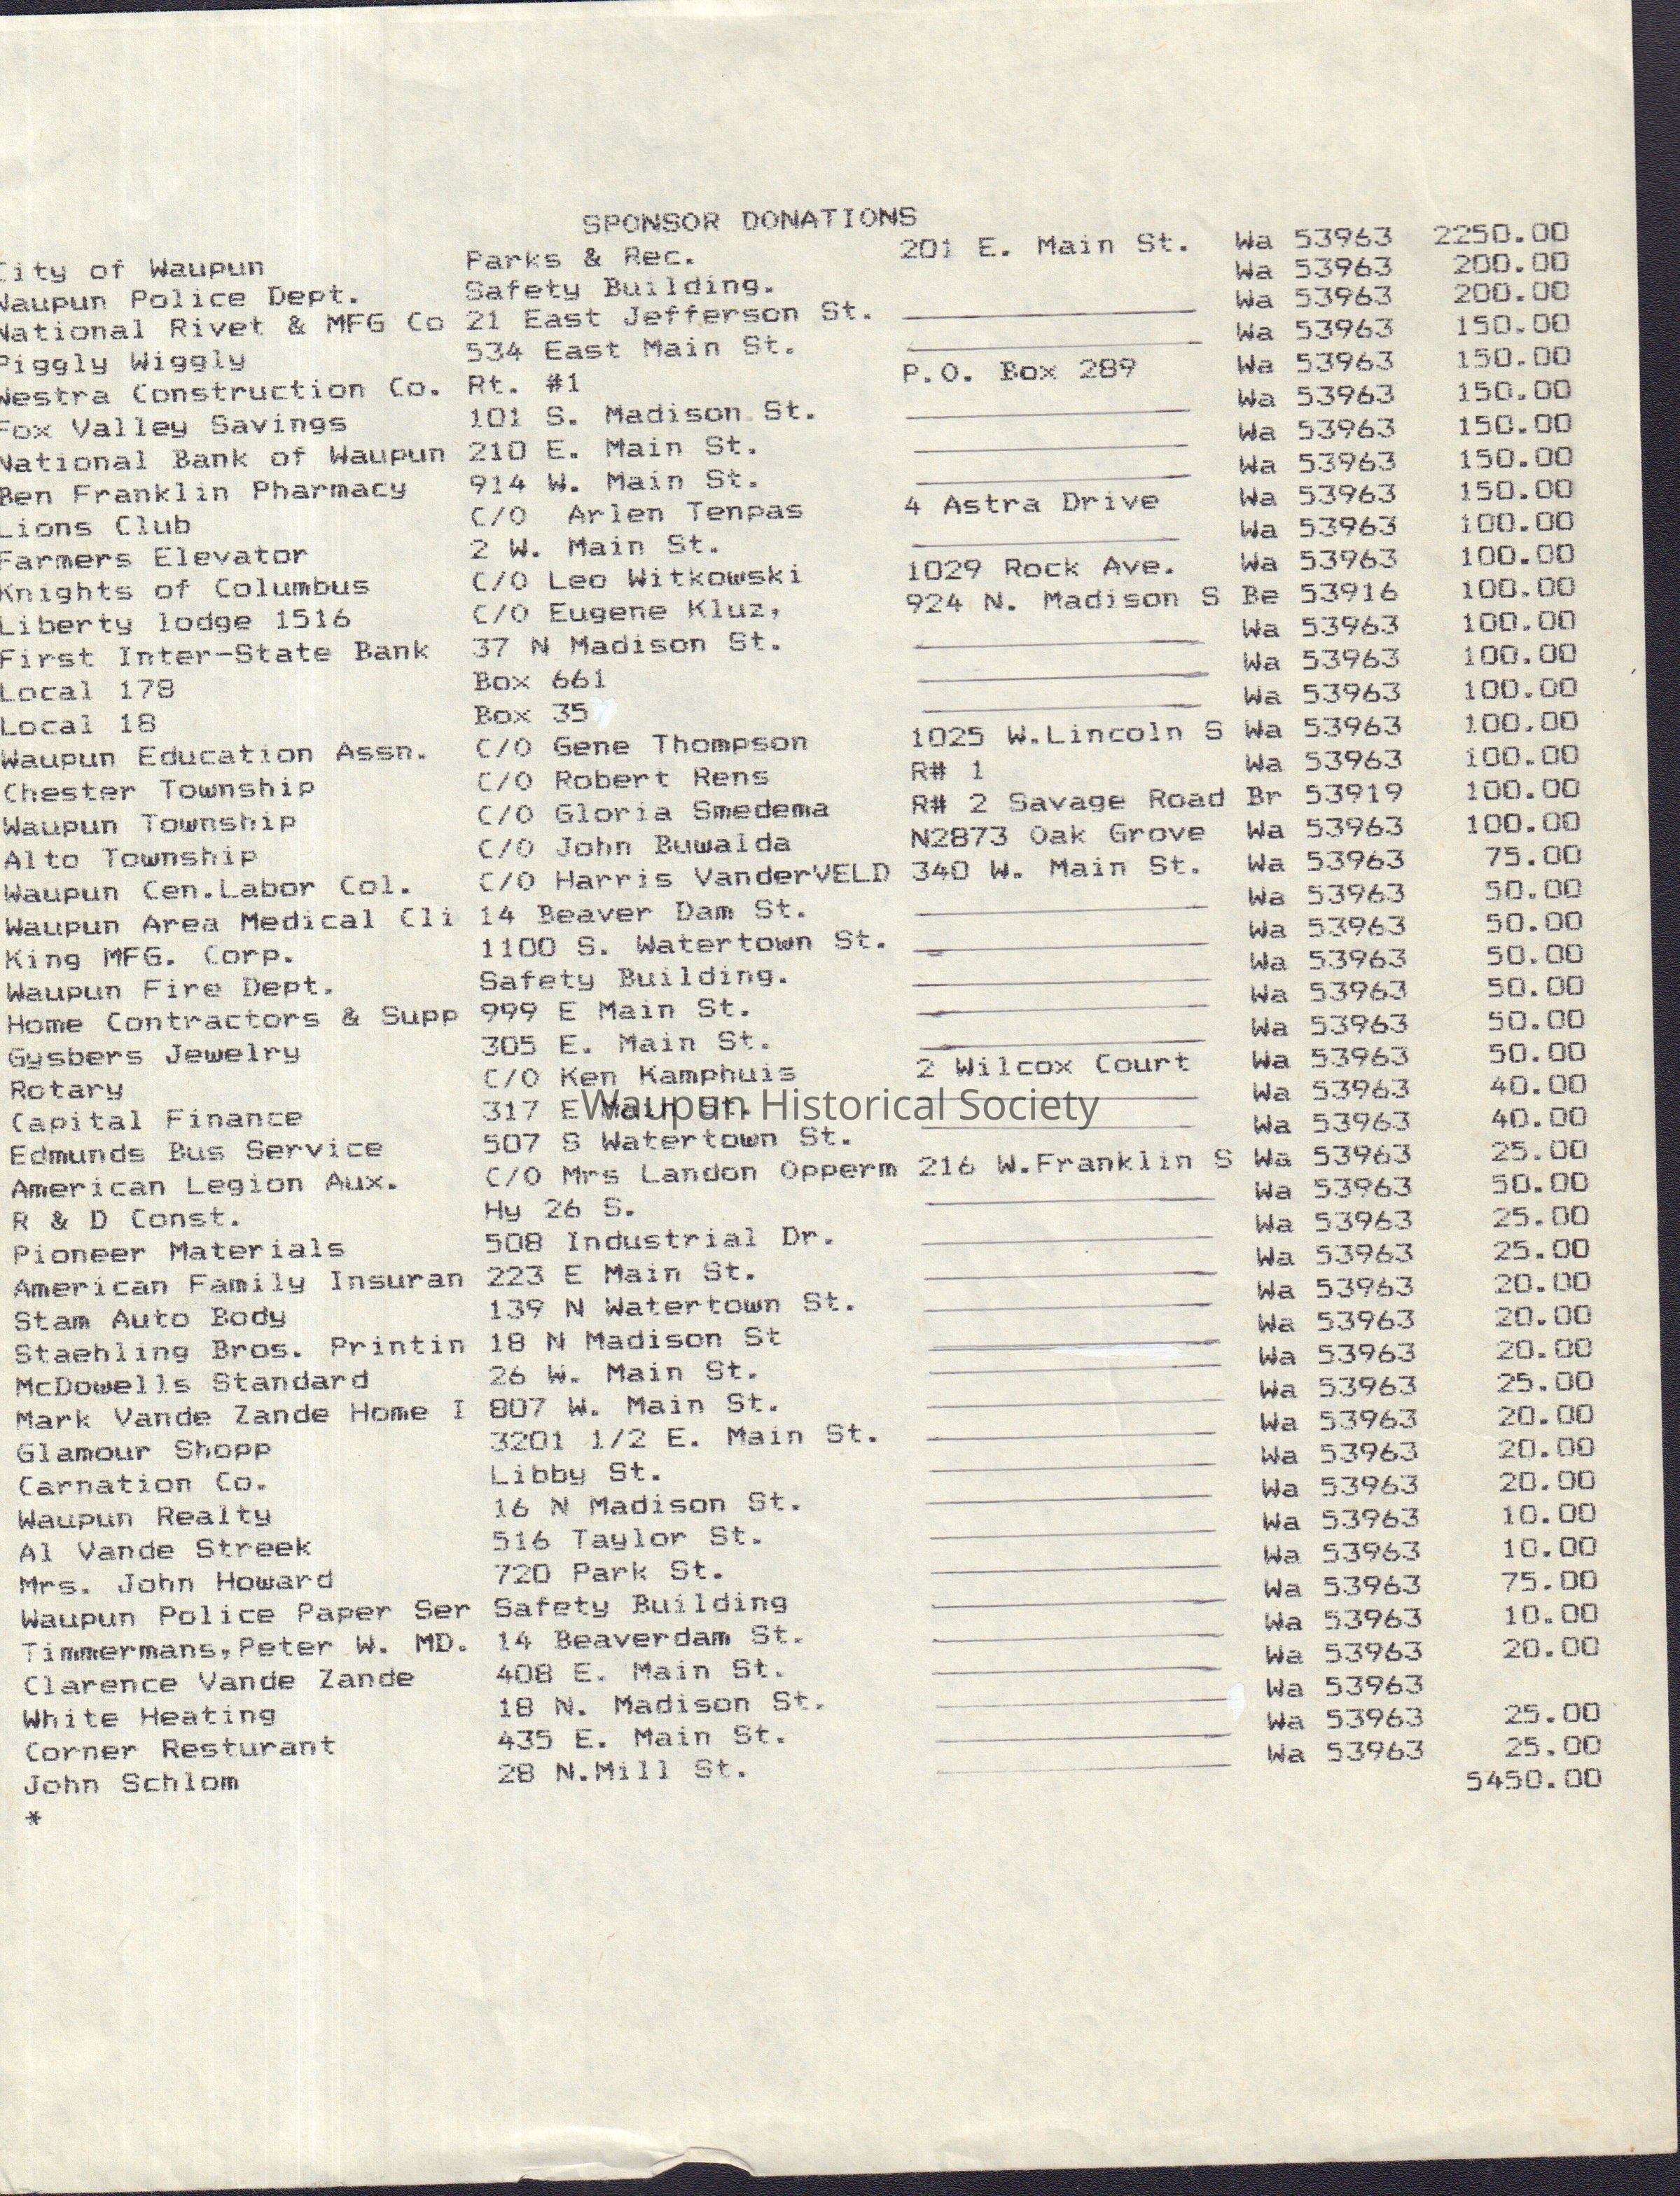 SPONSOR DONATIONS
City of Waupun Parks & Rec. 201 E. Main St. Wa 53963 2250.00
Waupun Police Dept. Safety Building. Wa 53963 200.00
National Rivet & MFG Co 21 East Jefferson St. Wa 53963 200.00
Piggly Wiggly 534 East Main St. Wa 53963 150.00
Westra Construction Co. Rt. #1 P.O. Box 289 Wa 53963 150.00
Fox Valley Savings 101 S. Madison St. Wa 53963 150.00
National Bank of Waupun 210 E. Main St. Wa 53963 150.00
Ben Franklin Pharmacy 914 W. Main St. Wa 53963 150.00
Lions Club C/O Arlen Tenpas 4 Astra Drive Wa 53963 150.00
Farmers Elevator 2 W. Main St. Wa 53963 100.00
Knights of Columbus C/O Leo Witkowski 1029 Rock Ave. Wa 53963 100.00
Liberty lodge 1516 C/O Eugene Kluz, 924 N. Madison S Be 53916 100.00
First Inter-State Bank 37 N Madison St. Wa 53963 100.00
Local 178 Box 661 Wa 53963 100.00
Local 18 Box 35 Wa 53963 100.00
Waupun Education Assn. C/O Gene Thompson 1025 W.Lincoln S Wa 53963 100.00
Chester Township C/O Robert Rens R# 1 Wa 53963 100.00
Waupun Township C/O Gloria Smedema R# 2 Savage Road Br 53919 100.00
Alto Township C/O John Buwalda N2873 Oak Grove Wa 53963 100.00
Waupun Cen.Labor Col. C/O Harris VanderVELD 340 W. Main St. Wa 53963 75.00
Waupun Area Medical Cli 14 Beaver Dam St. Wa 53963 50.00
King MFG. Corp. 1100 S. Watertown St. Wa 53963 50.00
Waupun Fire Dept. Safety Building. Wa 53963 50.00
Home Contractors & Supp 999 E Main St. Wa 53963 50.00
Gysbers Jewelry 305 E. Main St. Wa 53963 50.00
Rotary C/O Ken Kamphuis 2 Wilcox Court Wa 53963 50.00
Capital Finance 317 E Main St. Wa 53963 40.00
Waupun Historical Society
Edmunds Bus Service 507 S Watertown St. Wa 53963 40.00
American Legion Aux. C/O Mrs Landon Opperm 216 W.Franklin S Wa 53963 25.00
R & D Const. Hy 26 S. Wa 53963 50.00
Pioneer Materials 508 Industrial Dr. Wa 53963 25.00
American Family Insuran 223 E Main St. Wa 53963 25.00
Stam Auto Body 139 N Watertown St. Wa 53963 20.00
Staehling Bros. Printin 18 N Madison St Wa 53963 20.00
McDowells Standard 26 W. Main St. Wa 53963 20.00
Mark Vande Zande Home I 807 W. Main St. Wa 53963 25.00
Glamour Shopp 3201 1/2 E. Main St. Wa 53963 20.00
Carnation Co. Libby St. Wa 53963 20.00
Waupun Realty 16 N Madison St. Wa 53963 20.00
Al Vande Streek 516 Taylor St. Wa 53963 10.00
Mrs. John Howard 720 Park St. Wa 53963 10.00
Waupun Police Paper Ser Safety Building Wa 53963 75.00
Timmermans,Peter W. MD. 14 Beaverdam St. Wa 53963 10.00
Clarence Vande Zande 408 E. Main St. Wa 53963 20.00
White Heating 18 N. Madison St. Wa 53963
Corner Resturant 435 E. Main St. Wa 53963 25.00
John Schlom 28 N.Mill St. Wa 53963 25.00
* 5450.00